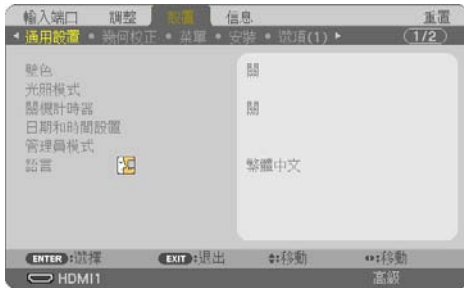 輸入端口 調整 設置 信息 重置
通用設置 • 幾何校正 • 菜單 • 安裝 • 選項(1) (1/2)
壁色 關
光照模式
關機計時器 關
日期和時間設置
管理員模式
語言 繁體中文
ENTER :選擇 EXIT :退出 :移動 :移動
HDMI1 高級